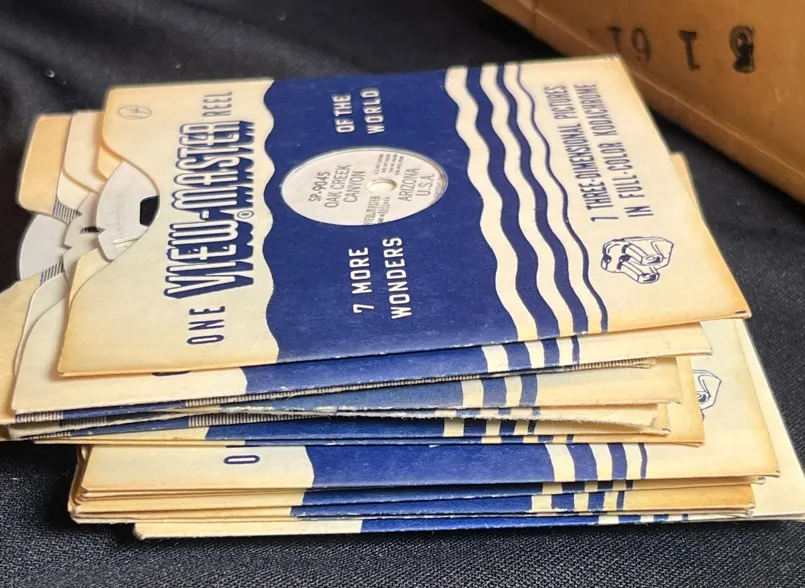 ONE
VIEW-MASTER®
REEL
7 MORE
WONDERS
OF THE
WORLD
SP-9045
OAK CREEK
CANYON
ARIZONA
U.S.A.
7 THREE-DIMENSIONAL PICTURES
IN FULL-COLOR KODACHROME